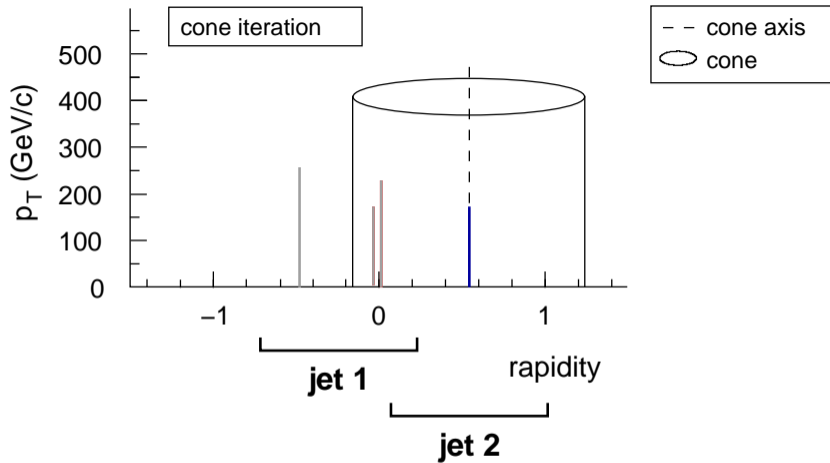 cone iteration
cone axis
cone
p_T (GeV/c)
500
400
300
200
100
0
−1 0 1
rapidity
jet 1
jet 2